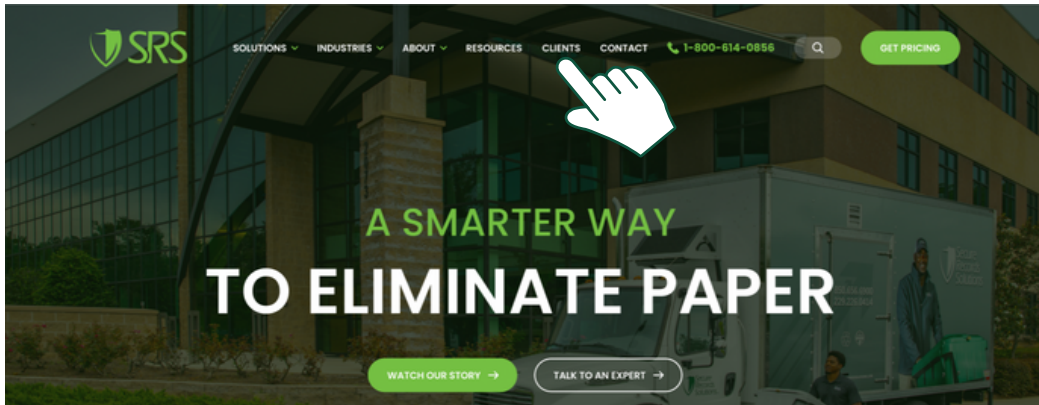 SRS
SOLUTIONS INDUSTRIES ABOUT RESOURCES CLIENTS CONTACT 1-800-614-0856 GET PRICING
A SMARTER WAY
TO ELIMINATE PAPER
WATCH OUR STORY → TALK TO AN EXPERT →